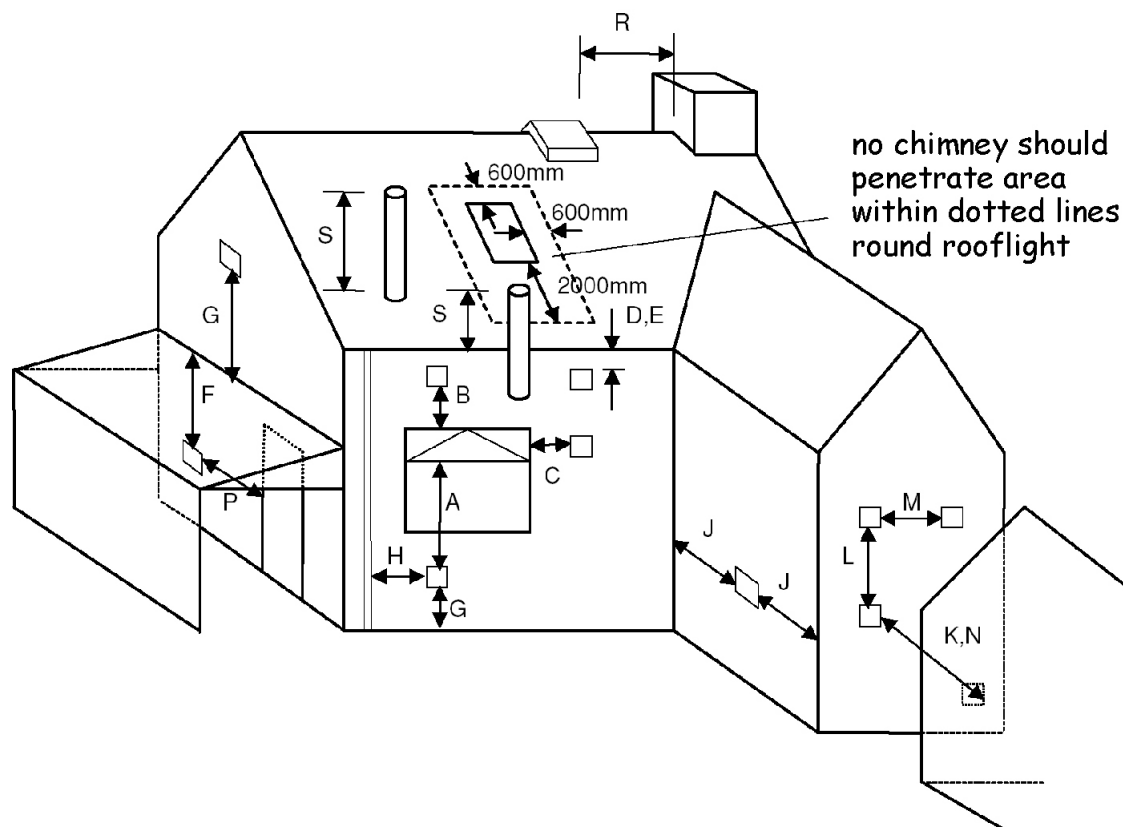 R
no chimney should
penetrate area
within dotted lines
round rooflight
600mm
600mm
S
2000mm
S
D,E
G
F
B
C
P
A
H
G
J
J
M
L
K,N